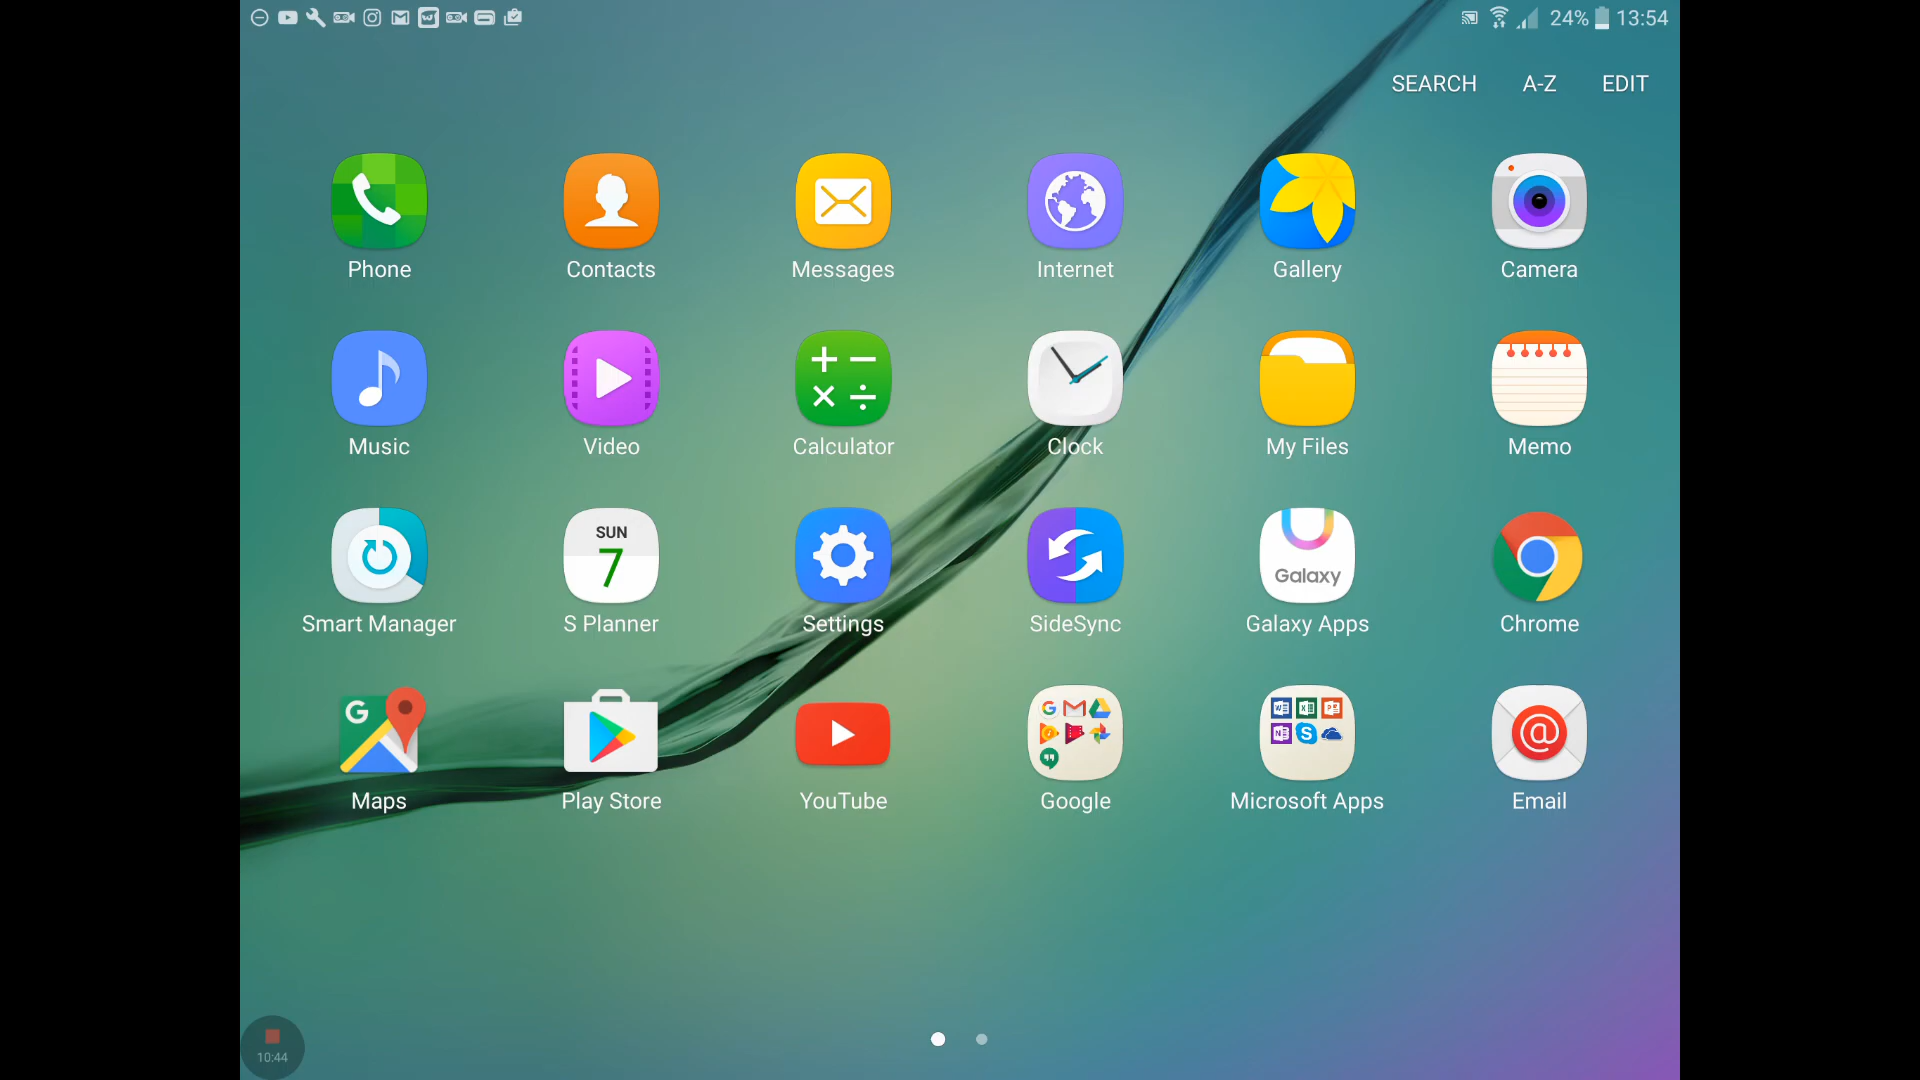 24% 13:54
SEARCH A-Z EDIT
Phone Contacts Messages Internet Gallery Camera
Music Video Calculator Clock My Files Memo
SUN
7
Galaxy
Smart Manager S Planner Settings SideSync Galaxy Apps Chrome
G
Maps Play Store YouTube Google Microsoft Apps Email
10:44